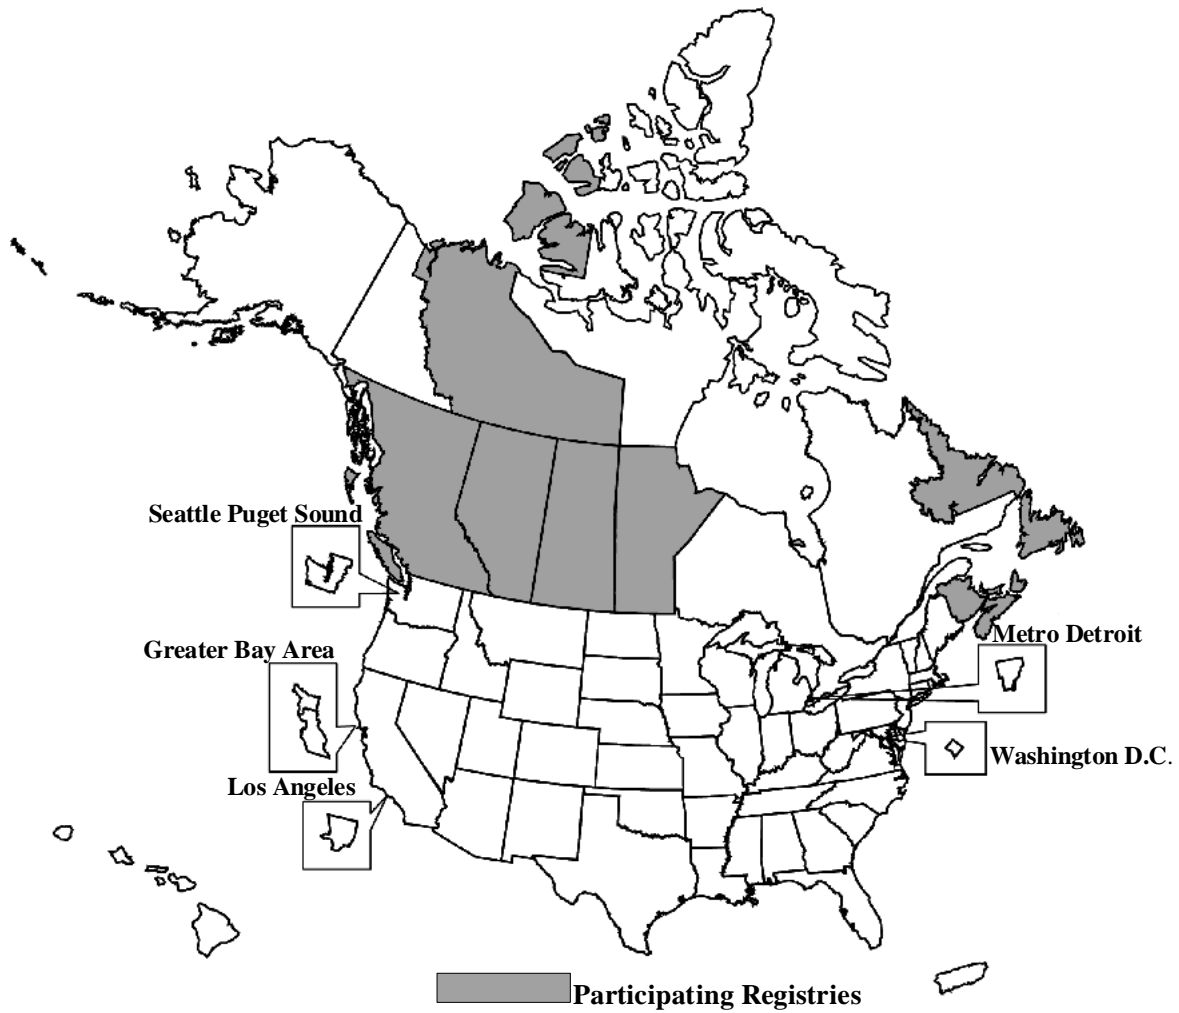 Seattle Puget Sound
Greater Bay Area
Metro Detroit
Washington D.C.
Los Angeles
Participating Registries